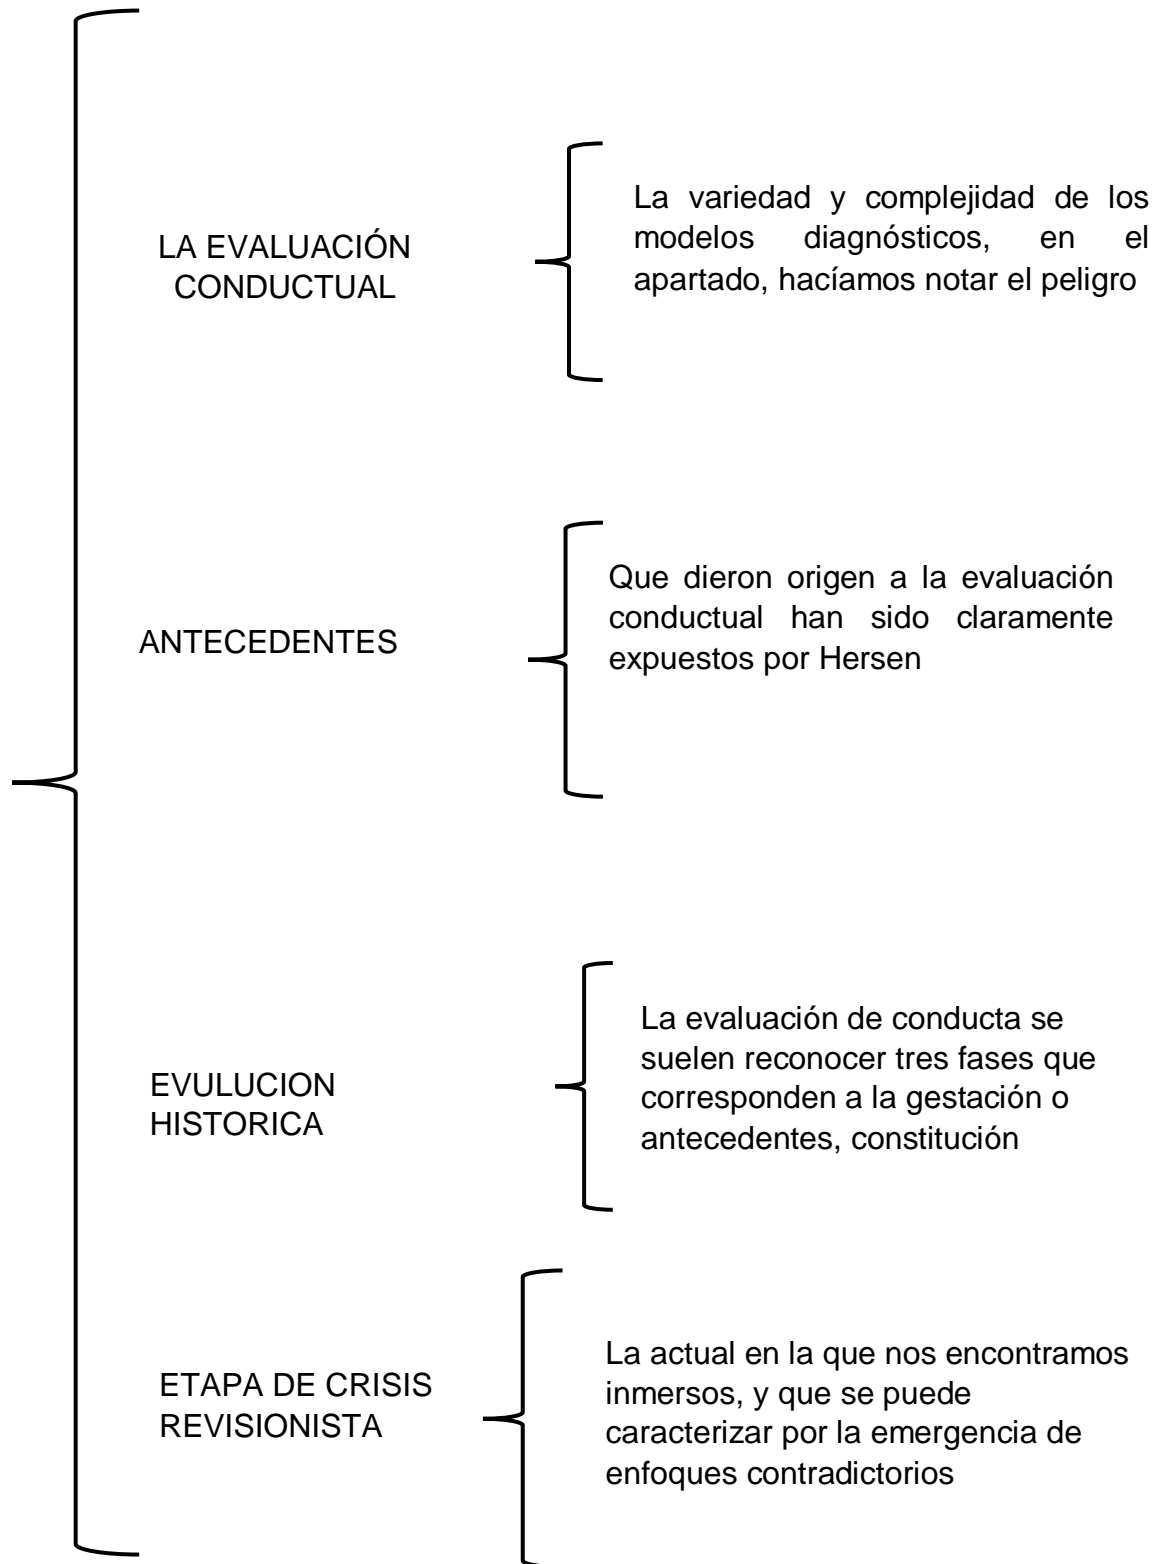 LA EVALUACIÓN
CONDUCTUAL
La variedad y complejidad de los
modelos diagnósticos, en el
apartado, hacíamos notar el peligro
ANTECEDENTES
Que dieron origen a la evaluación
conductual han sido claramente
expuestos por Hersen
EVULUCION
HISTORICA
La evaluación de conducta se
suelen reconocer tres fases que
corresponden a la gestación o
antecedentes, constitución
ETAPA DE CRISIS
REVISIONISTA
La actual en la que nos encontramos
inmersos, y que se puede
caracterizar por la emergencia de
enfoques contradictorios